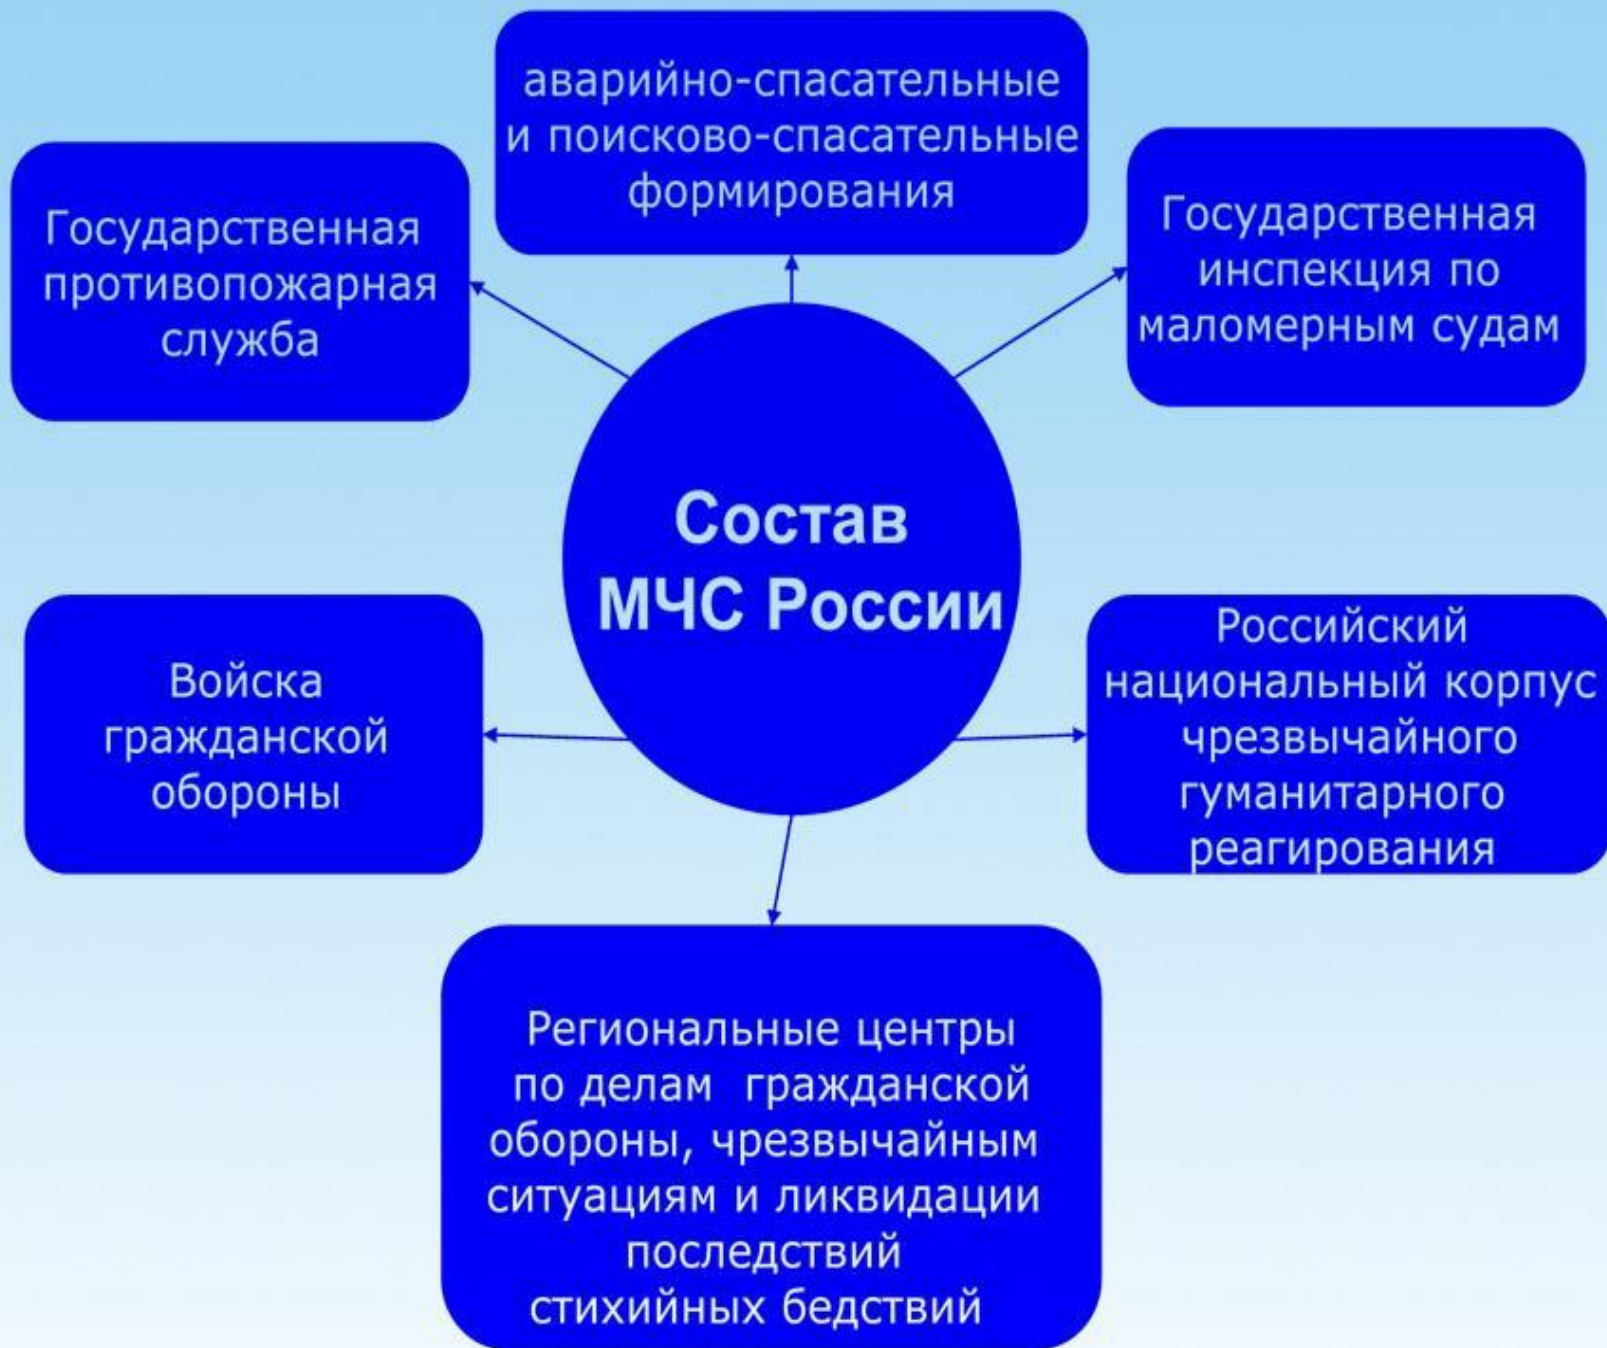 аварийно-спасательные
и поисково-спасательные
формирования
Государственная
противопожарная
служба
Государственная
инспекция по
маломерным судам
Состав
МЧС России
Войска
гражданской
обороны
Российский
национальный корпус
чрезвычайного
гуманитарного
реагирования
Региональные центры
по делам гражданской
обороны, чрезвычайным
ситуациям и ликвидации
последствий
стихийных бедствий